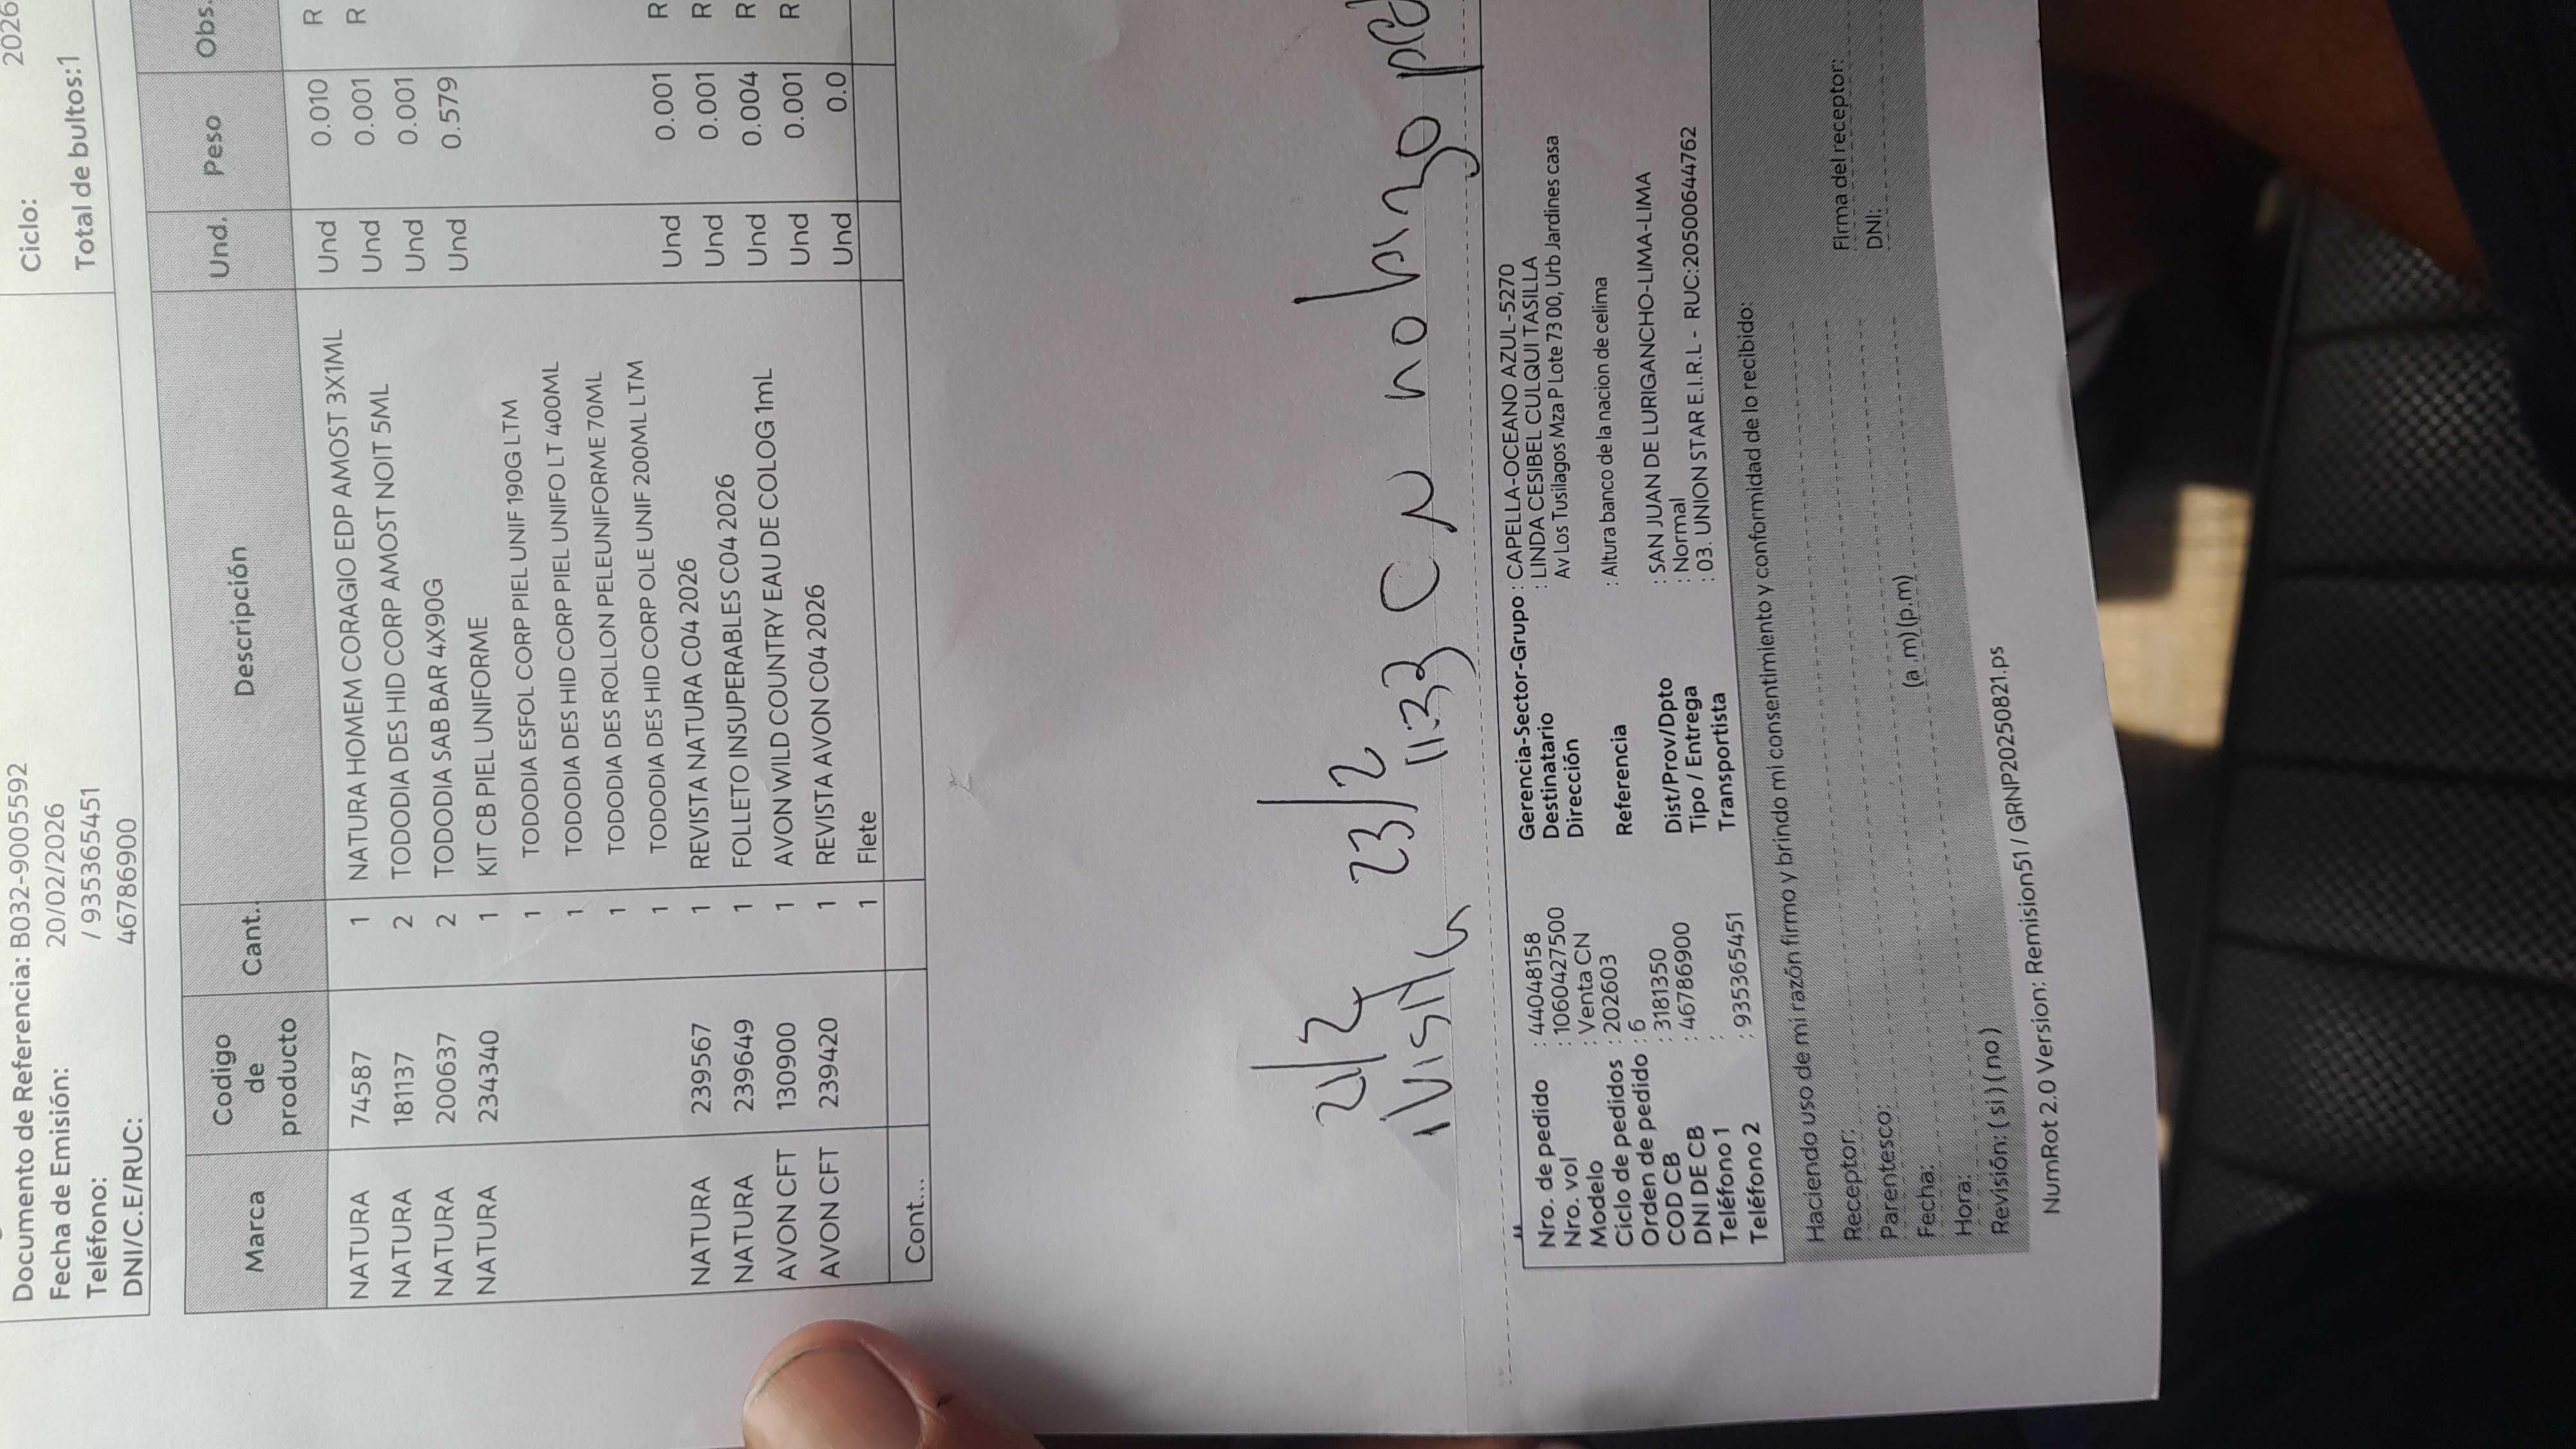 Documento de Referencia: B032-9005592
Fecha de Emisión: 20/02/2026
Teléfono: / 935365451
DNI/C.E/RUC: 46786900
Ciclo: 2026
Total de bultos:1
Marca Codigo de producto Cant.. Descripción Und. Peso Obs.
NATURA 74587 1 NATURA HOMEM CORAGIO EDP AMOST 3X1ML Und 0.010 R
NATURA 181137 2 TODODIA DES HID CORP AMOST NOIT 5ML Und 0.001 R
NATURA 200637 2 TODODIA SAB BAR 4X90G Und 0.001
NATURA 234340 1 KIT CB PIEL UNIFORME Und 0.579
1 TODODIA ESFOL CORP PIEL UNIF 190G LTM
1 TODODIA DES HID CORP PIEL UNIFO LT 400ML
1 TODODIA DES ROLLON PELEUNIFORME 70ML
1 TODODIA DES HID CORP OLE UNIF 200ML LTM
NATURA 239567 1 REVISTA NATURA C04 2026 Und 0.001 R
NATURA 239649 1 FOLLETO INSUPERABLES C04 2026 Und 0.001 R
AVON CFT 130900 1 AVON WILD COUNTRY EAU DE COLOG 1mL Und 0.004 R
AVON CFT 239420 1 REVISTA AVON C04 2026 Und 0.001 R
1 Flete Und 0.0
Cont...
21/2 23/2
11:33
Nro. de pedido : 44048158
Nro. vol : 10604275​00
Modelo : Venta CN
Ciclo de pedidos : 202603
Orden de pedido : 6
COD CB : 3181350
DNI DE CB : 46786900
Teléfono 1 :
Teléfono 2 : 935365451
Gerencia-Sector-Grupo : CAPELLA-OCEANO AZUL-5270
Destinatario : LINDA CESIBEL CULQUI TASILLA
Dirección Av Los Tusilagos Mza P Lote 73 00, Urb Jardines casa
Referencia : Altura banco de la nacion de celima
Dist/Prov/Dpto : SAN JUAN DE LURIGANCHO-LIMA-LIMA
Tipo / Entrega : Normal
Transportista : 03. UNION STAR E.I.R.L - RUC:20500644762
Haciendo uso de mi razón firmo y brindo mi consentimiento y conformidad de lo recibido:
Receptor:
Parentesco:
Fecha:
Hora: (a .m) (p.m)
Revisión: ( si ) ( no )
Firma del receptor:
DNI:
NumRot 2.0 Version: Remision51 / GRNP20250821.ps